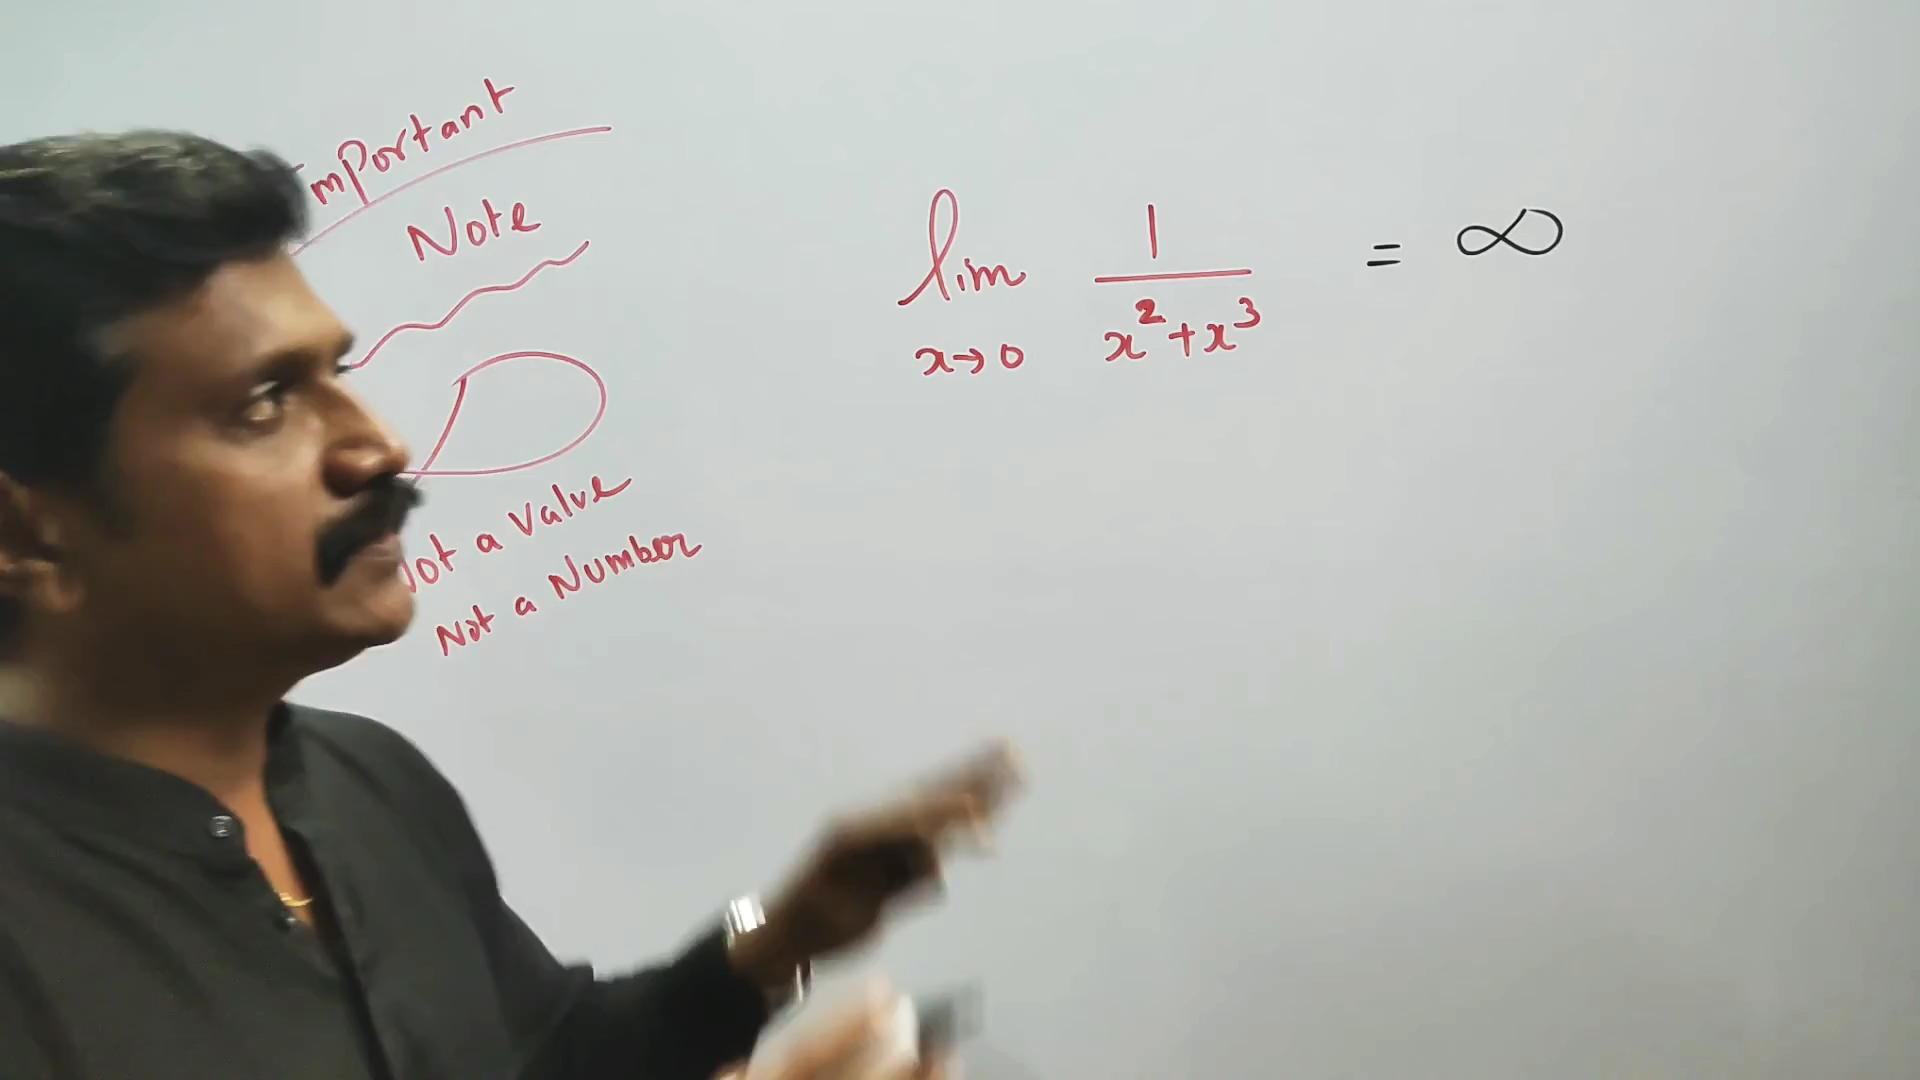 mportant
Note
ot a value
Not a Number
lim x→0 1/(x²+x³) = ∞